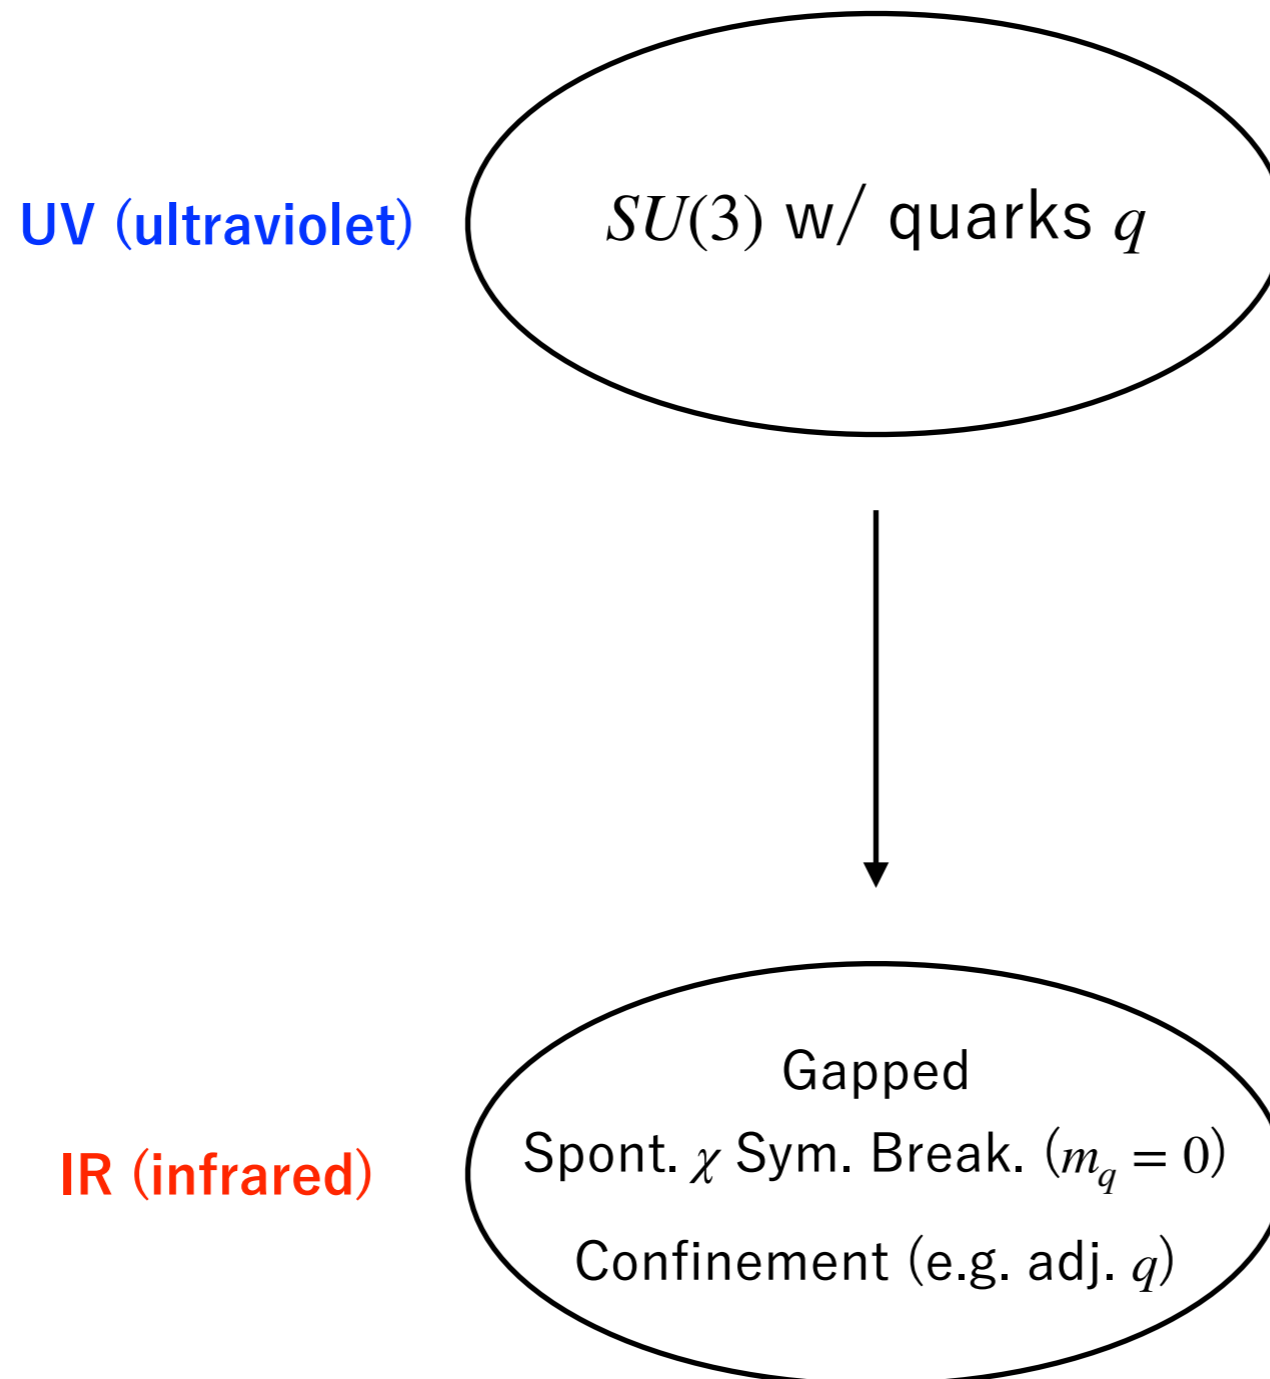 UV (ultraviolet)
SU(3) w/ quarks q
Gapped
Spont. χ Sym. Break. (m_q = 0)
IR (infrared)
Confinement (e.g. adj. q)